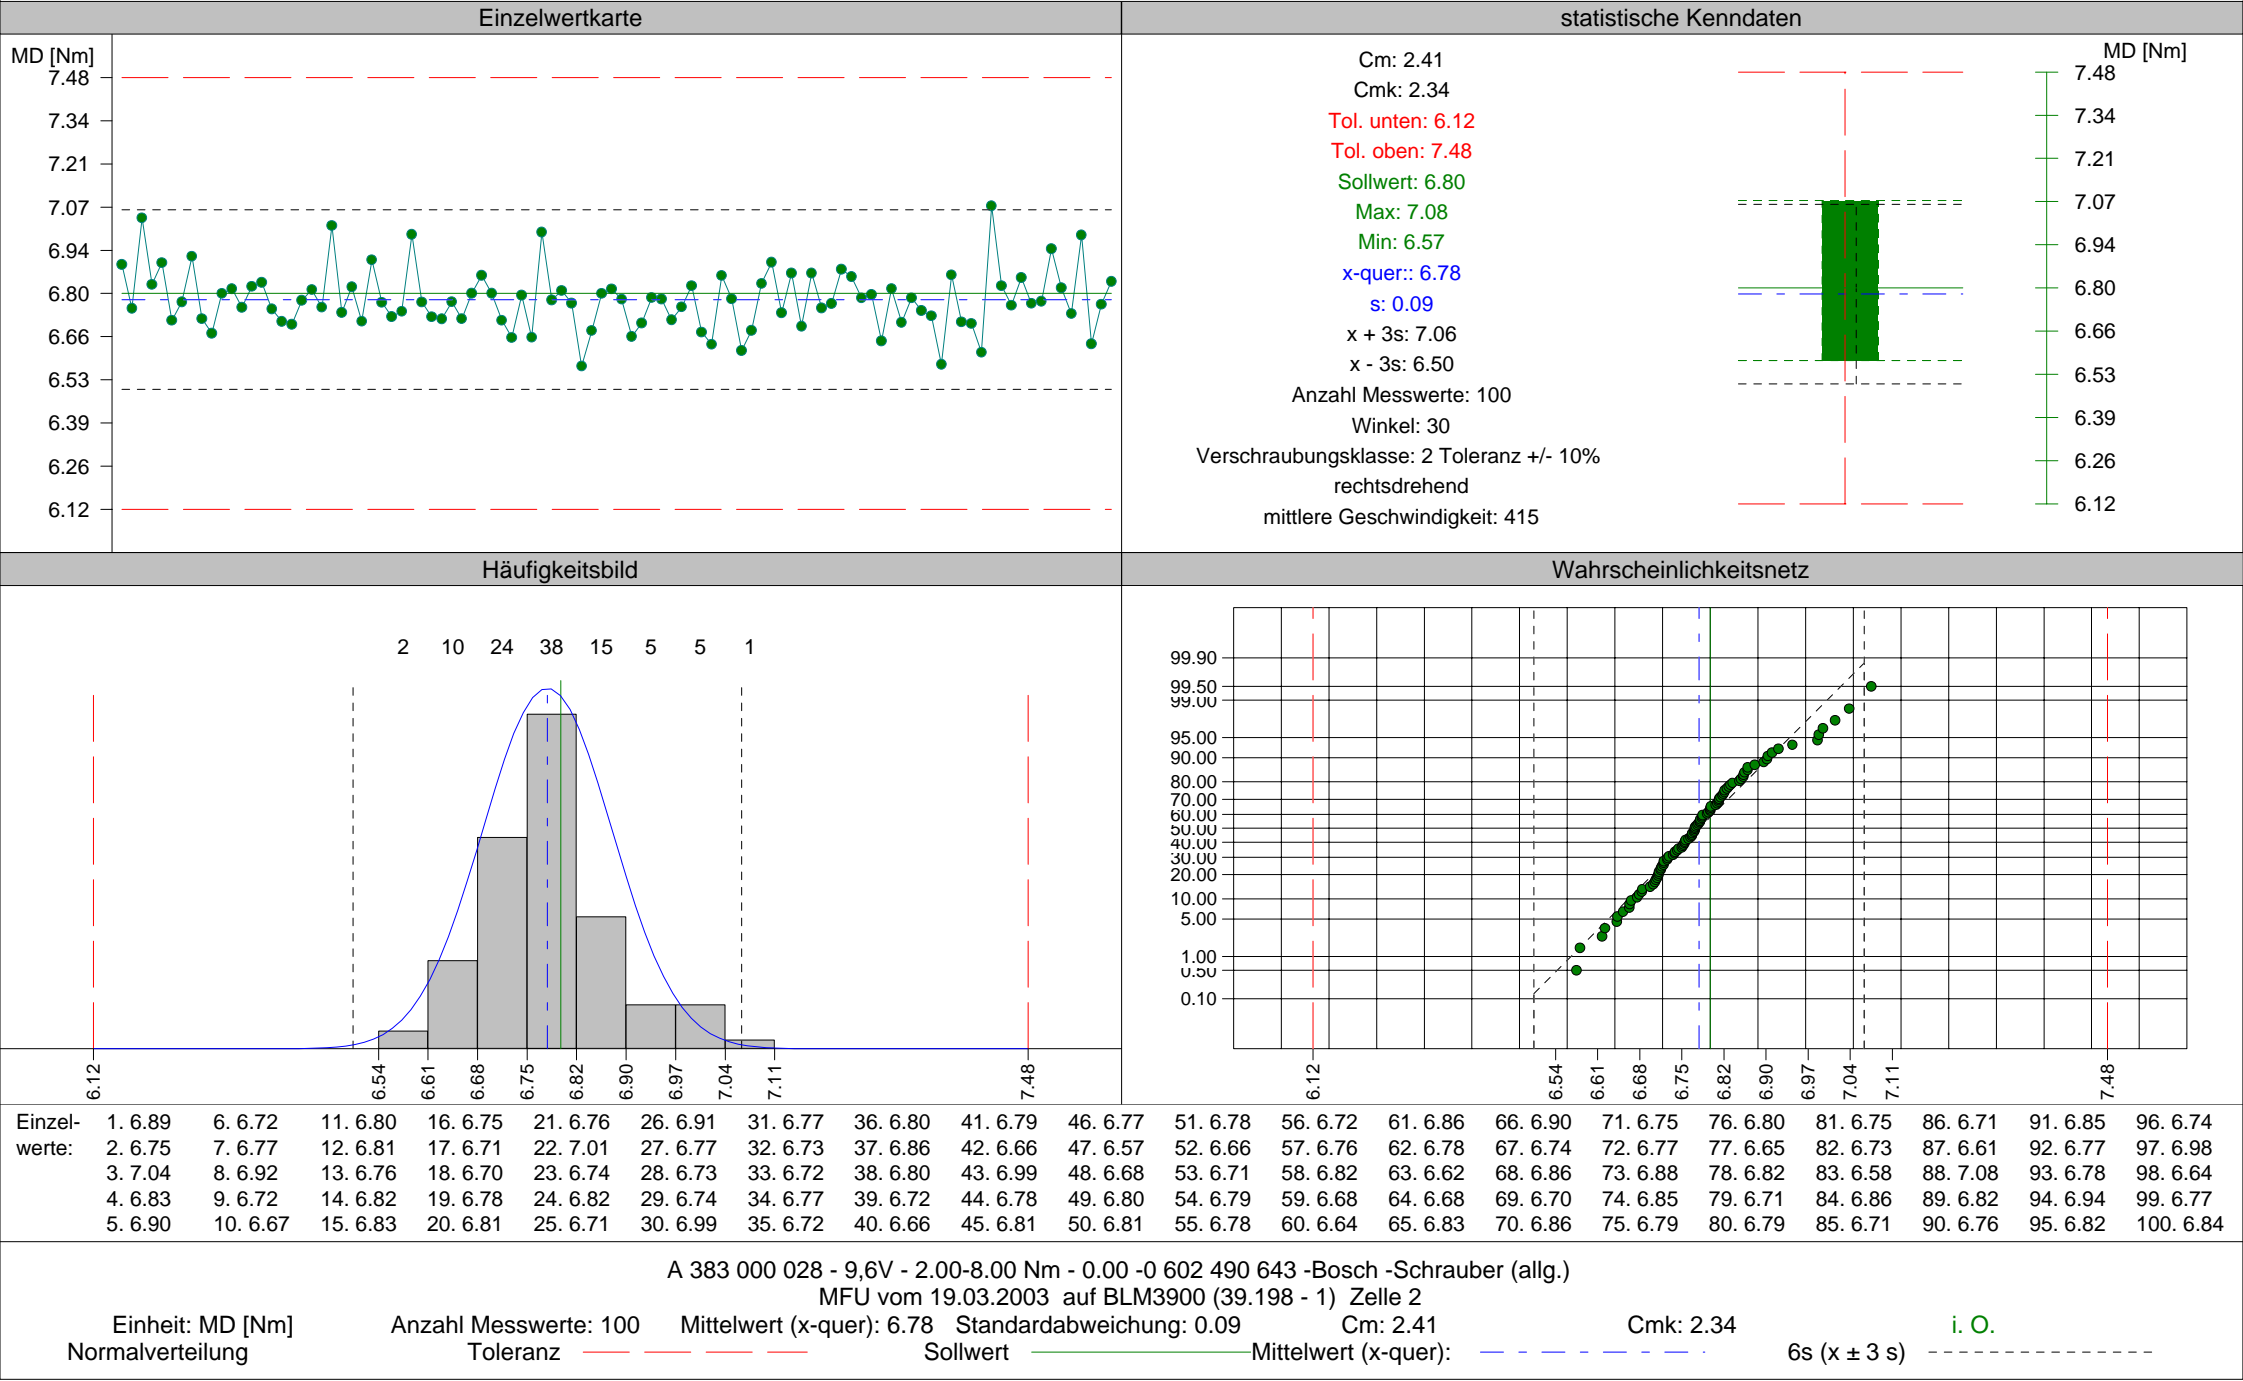 Einzelwertkarte
MD [Nm]
7.48
7.34
7.21
7.07
6.94
6.80
6.66
6.53
6.39
6.26
6.12
statistische Kenndaten
Cm: 2.41
Cmk: 2.34
Tol. unten: 6.12
Tol. oben: 7.48
Sollwert: 6.80
Max: 7.08
Min: 6.57
x-quer:: 6.78
s: 0.09
x + 3s: 7.06
x - 3s: 6.50
Anzahl Messwerte: 100
Winkel: 30
Verschraubungsklasse: 2 Toleranz +/- 10%
rechtsdrehend
mittlere Geschwindigkeit: 415
MD [Nm]
7.48
7.34
7.21
7.07
6.94
6.80
6.66
6.53
6.39
6.26
6.12
Häufigkeitsbild
2 10 24 38 15 5 5 1
6.12 6.54 6.61 6.68 6.75 6.82 6.90 6.97 7.04 7.11 7.48
Wahrscheinlichkeitsnetz
99.90
99.50
99.00
95.00
90.00
80.00
70.00
60.00
50.00
40.00
30.00
20.00
10.00
5.00
1.00
0.50
0.10
6.12 6.54 6.61 6.68 6.75 6.82 6.90 6.97 7.04 7.11 7.48
Einzel- 1. 6.89 6. 6.72 11. 6.80 16. 6.75 21. 6.76 26. 6.91 31. 6.77 36. 6.80 41. 6.79 46. 6.77 51. 6.78 56. 6.72 61. 6.86 66. 6.90 71. 6.75 76. 6.80 81. 6.75 86. 6.71 91. 6.85 96. 6.74
werte: 2. 6.75 7. 6.77 12. 6.81 17. 6.71 22. 7.01 27. 6.77 32. 6.73 37. 6.86 42. 6.66 47. 6.57 52. 6.66 57. 6.76 62. 6.78 67. 6.74 72. 6.77 77. 6.65 82. 6.73 87. 6.61 92. 6.77 97. 6.98
3. 7.04 8. 6.92 13. 6.76 18. 6.70 23. 6.74 28. 6.73 33. 6.72 38. 6.80 43. 6.99 48. 6.68 53. 6.71 58. 6.82 63. 6.62 68. 6.86 73. 6.88 78. 6.82 83. 6.58 88. 7.08 93. 6.78 98. 6.64
4. 6.83 9. 6.72 14. 6.82 19. 6.78 24. 6.82 29. 6.74 34. 6.77 39. 6.72 44. 6.78 49. 6.80 54. 6.79 59. 6.68 64. 6.68 69. 6.70 74. 6.85 79. 6.71 84. 6.86 89. 6.82 94. 6.94 99. 6.77
5. 6.90 10. 6.67 15. 6.83 20. 6.81 25. 6.71 30. 6.99 35. 6.72 40. 6.66 45. 6.81 50. 6.81 55. 6.78 60. 6.64 65. 6.83 70. 6.86 75. 6.79 80. 6.79 85. 6.71 90. 6.76 95. 6.82 100. 6.84
A 383 000 028 - 9,6V - 2.00-8.00 Nm - 0.00 -0 602 490 643 -Bosch -Schrauber (allg.)
MFU vom 19.03.2003 auf BLM3900 (39.198 - 1) Zelle 2
Einheit: MD [Nm] Anzahl Messwerte: 100 Mittelwert (x-quer): 6.78 Standardabweichung: 0.09 Cm: 2.41 Cmk: 2.34 i. O.
Normalverteilung Toleranz Sollwert Mittelwert (x-quer): 6s (x ± 3 s)